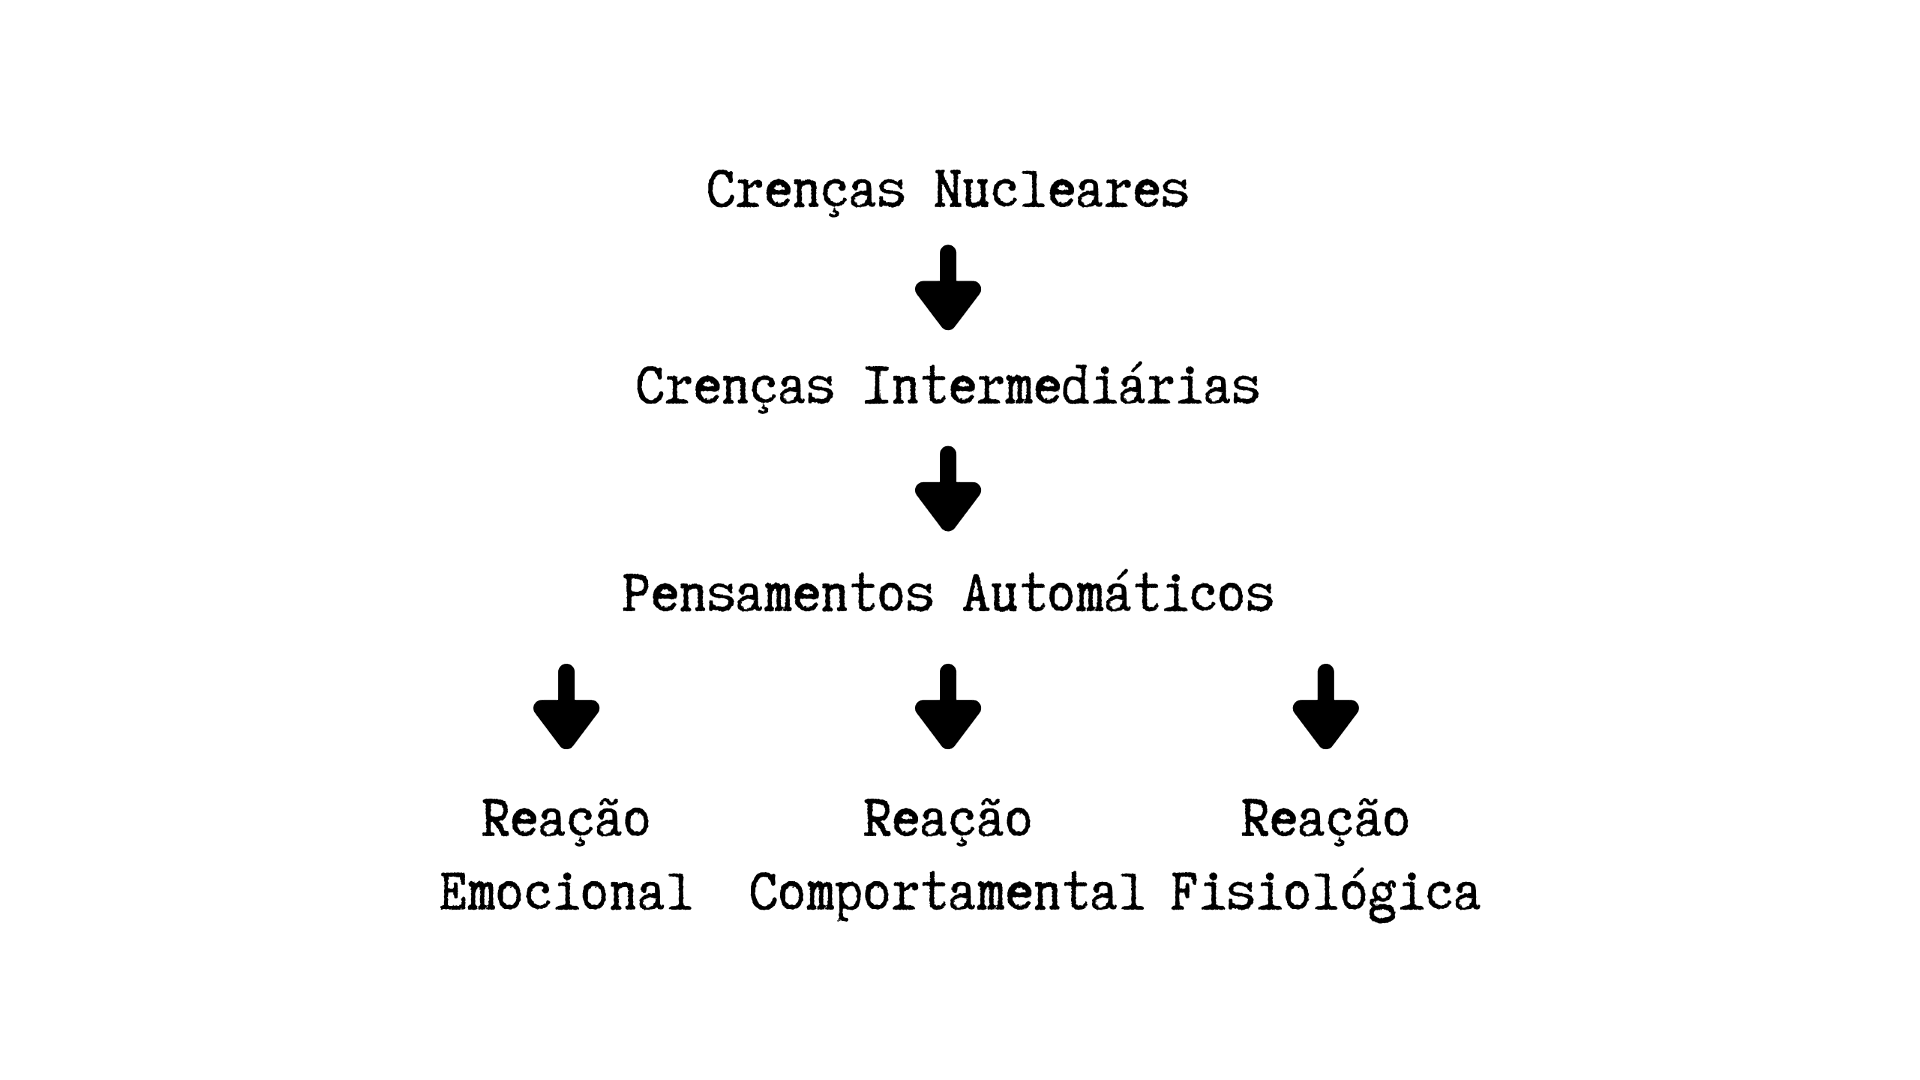 Crenças Nucleares
Crenças Intermediárias
Pensamentos Automáticos
Reação Emocional
Reação Comportamental
Reação Fisiológica